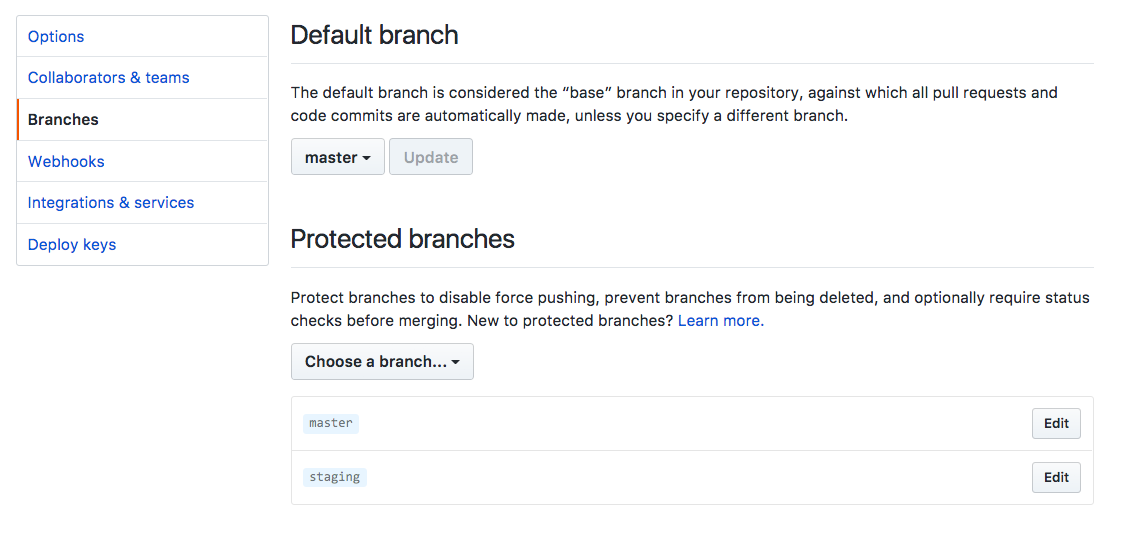 Options
Collaborators & teams
Branches
Webhooks
Integrations & services
Deploy keys
Default branch
The default branch is considered the “base” branch in your repository, against which all pull requests and
code commits are automatically made, unless you specify a different branch.
master Update
Protected branches
Protect branches to disable force pushing, prevent branches from being deleted, and optionally require status
checks before merging. New to protected branches? Learn more.
Choose a branch...
master Edit
staging Edit